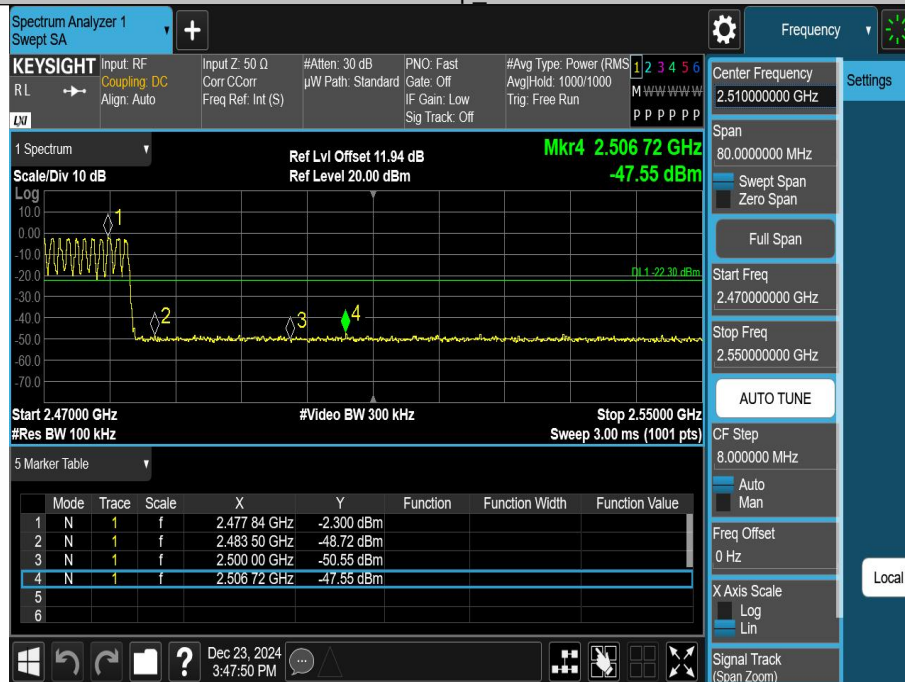 Spectrum Analyzer 1
Swept SA
+
Frequency
KEYSIGHT
RL
LXI
Input: RF
Coupling: DC
Align: Auto
Input Z: 50 Ω
Corr CCorr
Freq Ref: Int (S)
#Atten: 30 dB
µW Path: Standard
PNO: Fast
Gate: Off
IF Gain: Low
Sig Track: Off
#Avg Type: Power (RMS
Avg|Hold: 1000/1000
Trig: Free Run
1 2 3 4 5 6
M W W W W W
P P P P P P
Center Frequency
2.510000000 GHz
Settings
1 Spectrum
Ref Lvl Offset 11.94 dB
Mkr4 2.506 72 GHz
Scale/Div 10 dB
Ref Level 20.00 dBm
-47.55 dBm
Log
10.0
0.00
-10.0
-20.0
-30.0
-40.0
-50.0
-60.0
-70.0
1
2
3
4
DL1 -22.30 dBm
Start 2.47000 GHz
#Video BW 300 kHz
Stop 2.55000 GHz
#Res BW 100 kHz
Sweep 3.00 ms (1001 pts)
Span
80.0000000 MHz
Swept Span
Zero Span
Full Span
Start Freq
2.470000000 GHz
Stop Freq
2.550000000 GHz
AUTO TUNE
CF Step
8.000000 MHz
Auto
Man
Freq Offset
0 Hz
X Axis Scale
Log
Lin
Signal Track
(Span Zoom)
Local
5 Marker Table
Mode Trace Scale X Y Function Function Width Function Value
1 N 1 f 2.477 84 GHz -2.300 dBm
2 N 1 f 2.483 50 GHz -48.72 dBm
3 N 1 f 2.500 00 GHz -50.55 dBm
4 N 1 f 2.506 72 GHz -47.55 dBm
5
6
?
Dec 23, 2024
3:47:50 PM